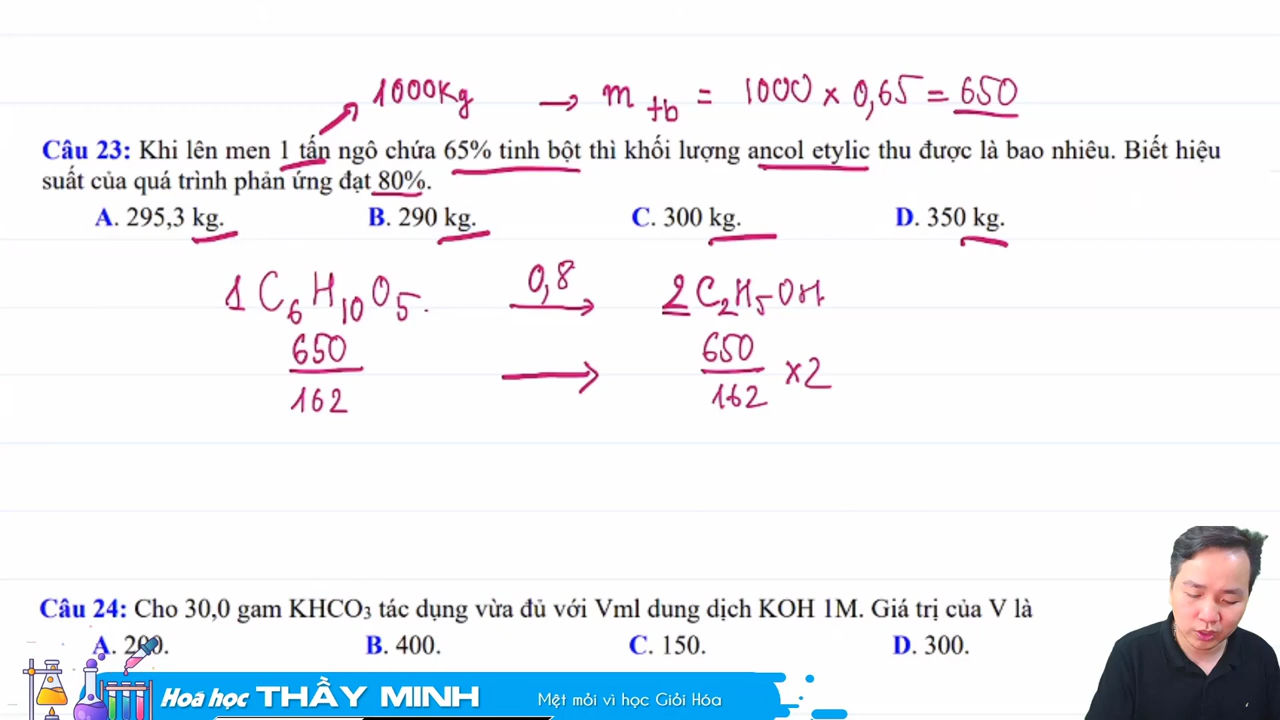 1000Kg → m tb = 1000 × 0,65 = 650
Câu 23: Khi lên men 1 tấn ngô chứa 65% tinh bột thì khối lượng ancol etylic thu được là bao nhiêu. Biết hiệu
suất của quá trình phản ứng đạt 80%.
A. 295,3 kg. B. 290 kg. C. 300 kg. D. 350 kg.
1 C6H10O5. 0,8 → 2C2H5OH
650/162 → 650/162 ×2
Câu 24: Cho 30,0 gam KHCO3 tác dụng vừa đủ với Vml dung dịch KOH 1M. Giá trị của V là
A. 200. B. 400. C. 150. D. 300.
Hoá học THẦY MINH Mệt mỏi vì học Giỏi Hóa